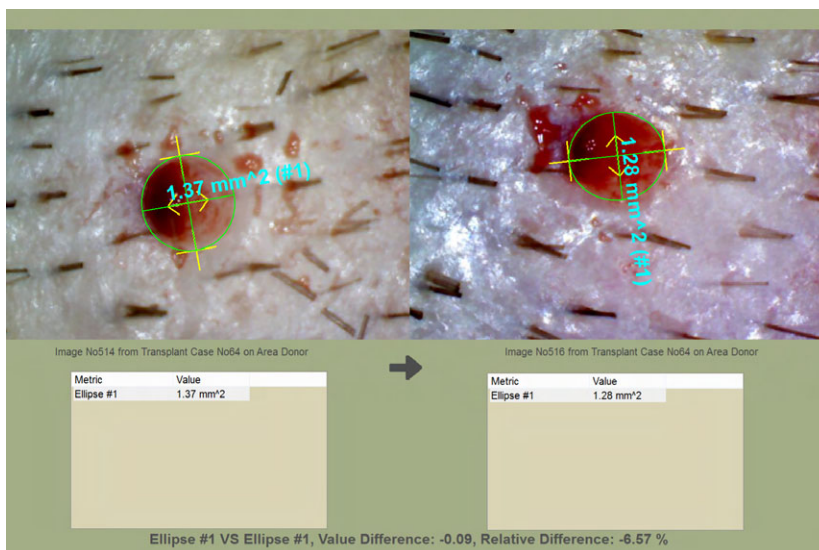 1.37 mm^2 (#1)
1.28 mm^2 (#1)
Image No514 from Transplant Case No64 on Area Donor
Image No516 from Transplant Case No64 on Area Donor
Metric Value
Ellipse #1 1.37 mm^2
Metric Value
Ellipse #1 1.28 mm^2
Ellipse #1 VS Ellipse #1, Value Difference: -0.09, Relative Difference: -6.57 %